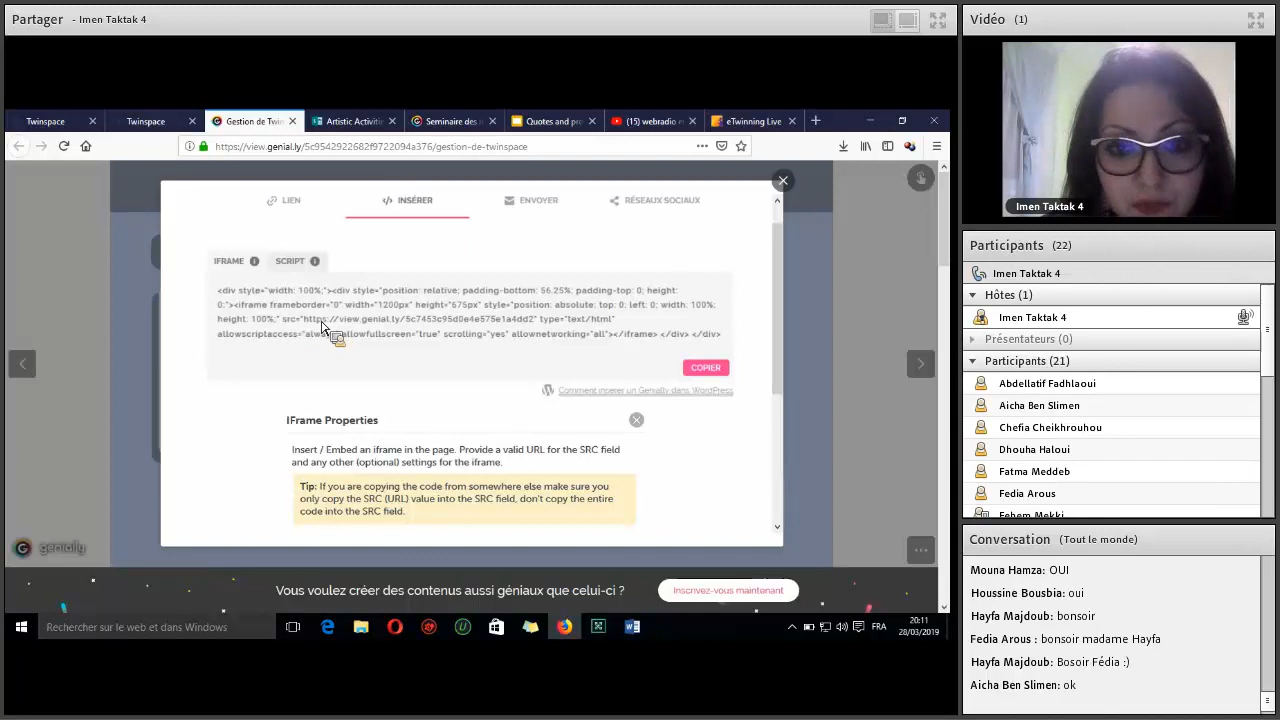 Partager - Imen Taktak 4
Twinspace
Twinspace
Gestion de Twin
Artistic Activitie
Seminaire des
Quotes and pro
(15) webradio e
eTwinning Live
https://view.genial.ly/5c9542922682f9722094a376/gestion-de-twinspace
LIEN
INSÉRER
ENVOYER
RÉSEAUX SOCIAUX
IFRAME
SCRIPT
<div style="width: 100%;"><div style="position: relative; padding-bottom: 56.25%; padding-top: 0; height:
0;"><iframe frameborder="0" width="1200px" height="675px" style="position: absolute; top: 0; left: 0; width: 100%;
height: 100%;" src="https://view.genial.ly/5c7453c95d0e4e575e1a4dd2" type="text/html"
allowscriptaccess="alwa allowfullscreen="true" scrolling="yes" allownetworking="all"></iframe> </div> </div>
COPIER
Comment insérer un Genially dans WordPress
IFrame Properties
Insert / Embed an iframe in the page. Provide a valid URL for the SRC field
and any other (optional) settings for the iframe.
Tip: If you are copying the code from somewhere else make sure you
only copy the SRC (URL) value into the SRC field, don't copy the entire
code into the SRC field.
genially
Vous voulez créer des contenus aussi géniaux que celui-ci ?
Inscrivez-vous maintenant
Rechercher sur le web et dans Windows
FRA
20:11
28/03/2019
Vidéo (1)
Imen Taktak 4
Participants (22)
Imen Taktak 4
Hôtes (1)
Imen Taktak 4
Présentateurs (0)
Participants (21)
Abdellatif Fadhlaoui
Aicha Ben Slimen
Chefia Cheikhrouhou
Dhouha Haloui
Fatma Meddeb
Fedia Arous
Fehem Mekki
Conversation (Tout le monde)
Mouna Hamza: OUI
Houssine Bousbia: oui
Hayfa Majdoub: bonsoir
Fedia Arous : bonsoir madame Hayfa
Hayfa Majdoub: Bosoir Fédia :)
Aicha Ben Slimen: ok